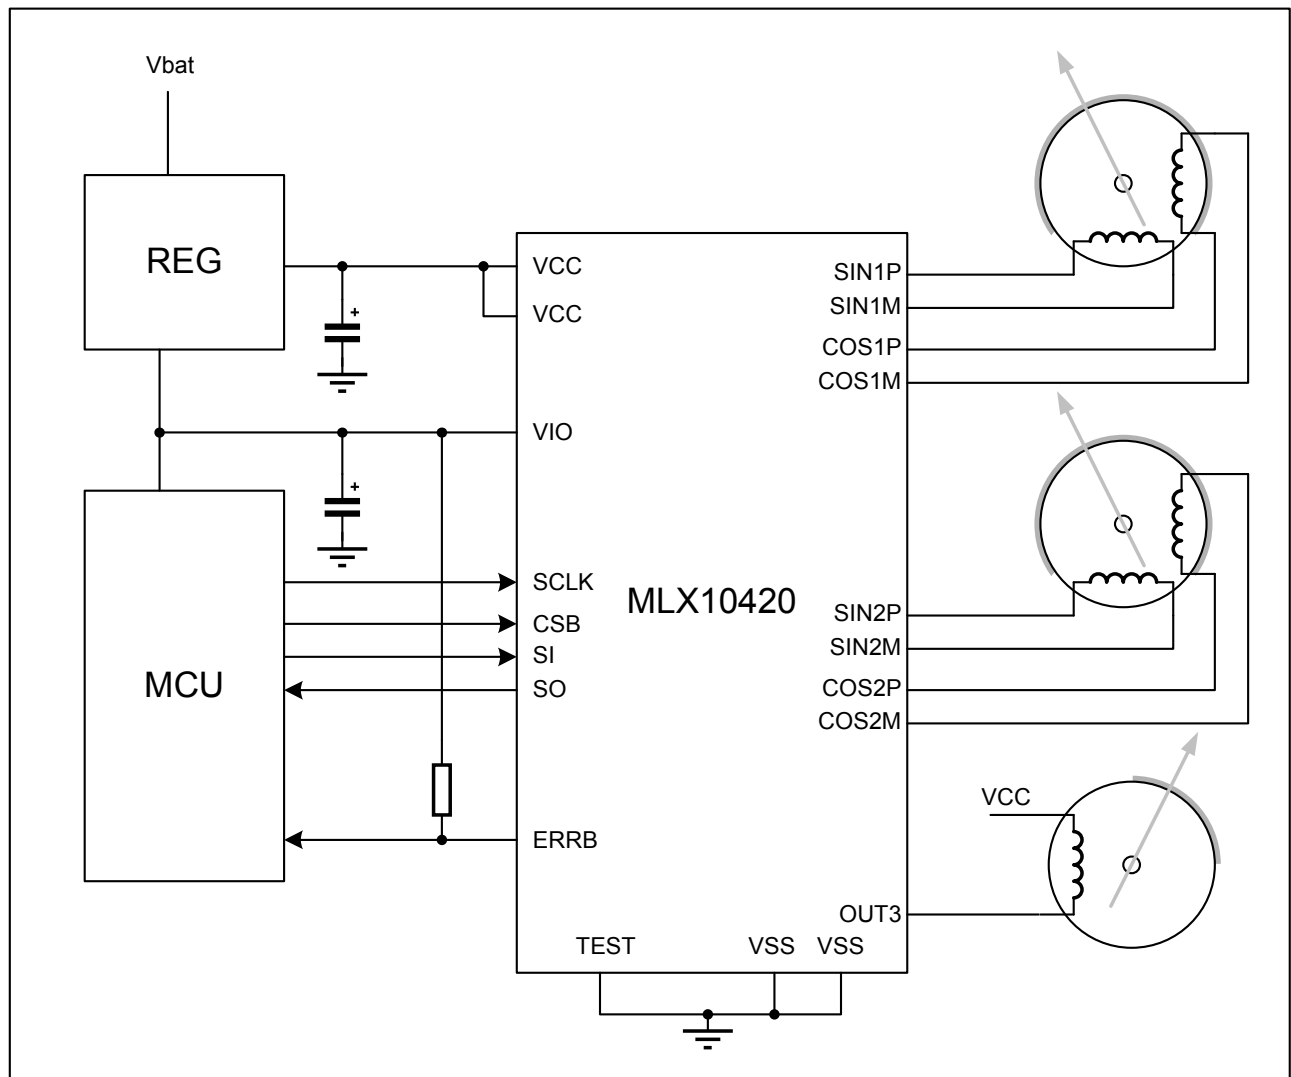 Vbat
REG
VCC
VCC
VIO
+
+
MCU
SCLK
CSB
SI
SO
ERRB
MLX10420
SIN1P
SIN1M
COS1P
COS1M
SIN2P
SIN2M
COS2P
COS2M
VCC
OUT3
TEST VSS VSS